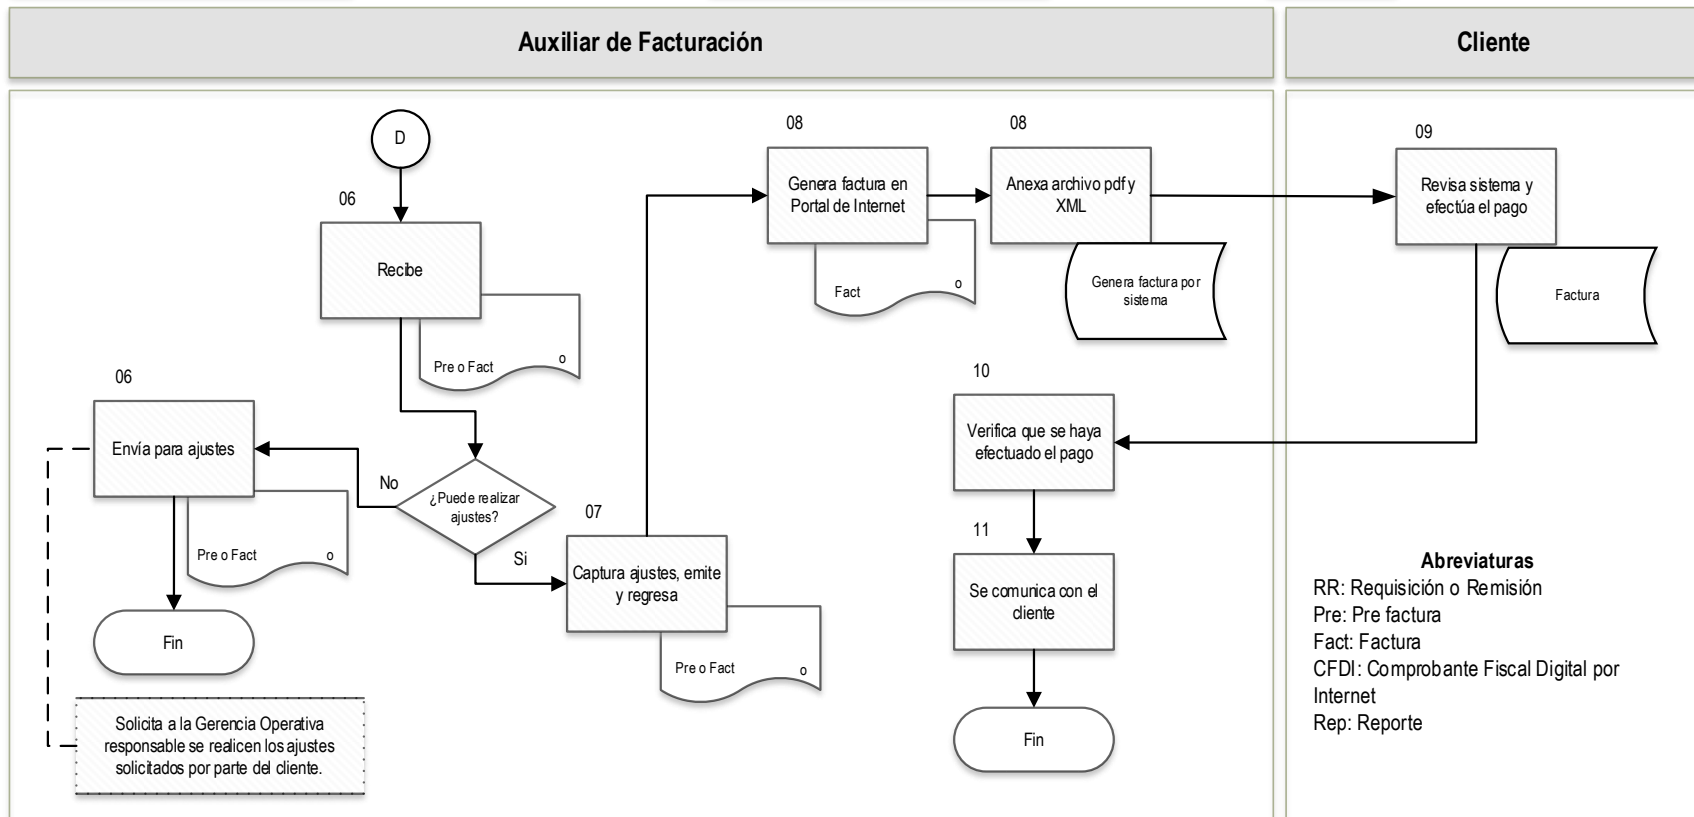 Auxiliar de Facturación
Cliente
D
06
Recibe
Pre o Fact
o
¿Puede realizar
ajustes?
No
06
Envía para ajustes
Pre o Fact
o
Fin
Solicita a la Gerencia Operativa
responsable se realicen los ajustes
solicitados por parte del cliente.
Si
07
Captura ajustes, emite
y regresa
Pre o Fact
o
08
Genera factura en
Portal de Internet
Fact
o
08
Anexa archivo pdf y
XML
Genera factura por
sistema
09
Revisa sistema y
efectúa el pago
Factura
10
Verifica que se haya
efectuado el pago
11
Se comunica con el
cliente
Fin
Abreviaturas
RR: Requisición o Remisión
Pre: Pre factura
Fact: Factura
CFDI: Comprobante Fiscal Digital por
Internet
Rep: Reporte